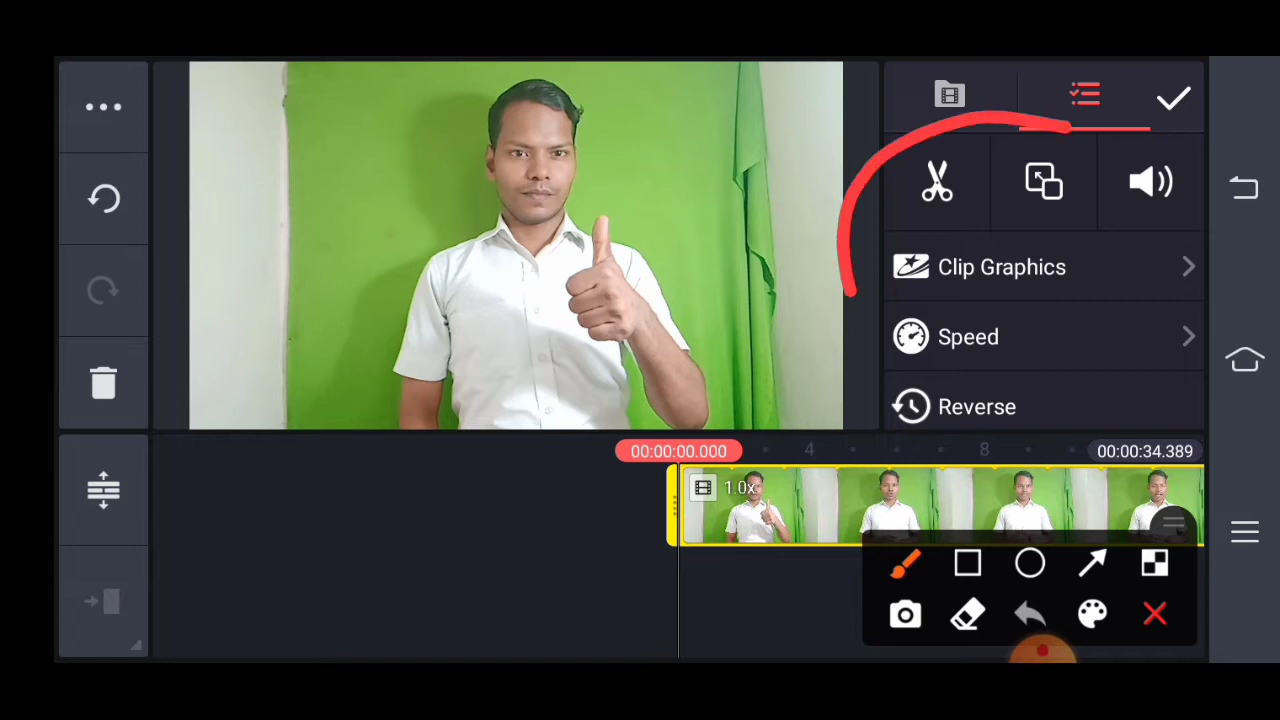 Clip Graphics
Speed
Reverse
00:00:00.000
4
8
00:00:34.389
1.0x